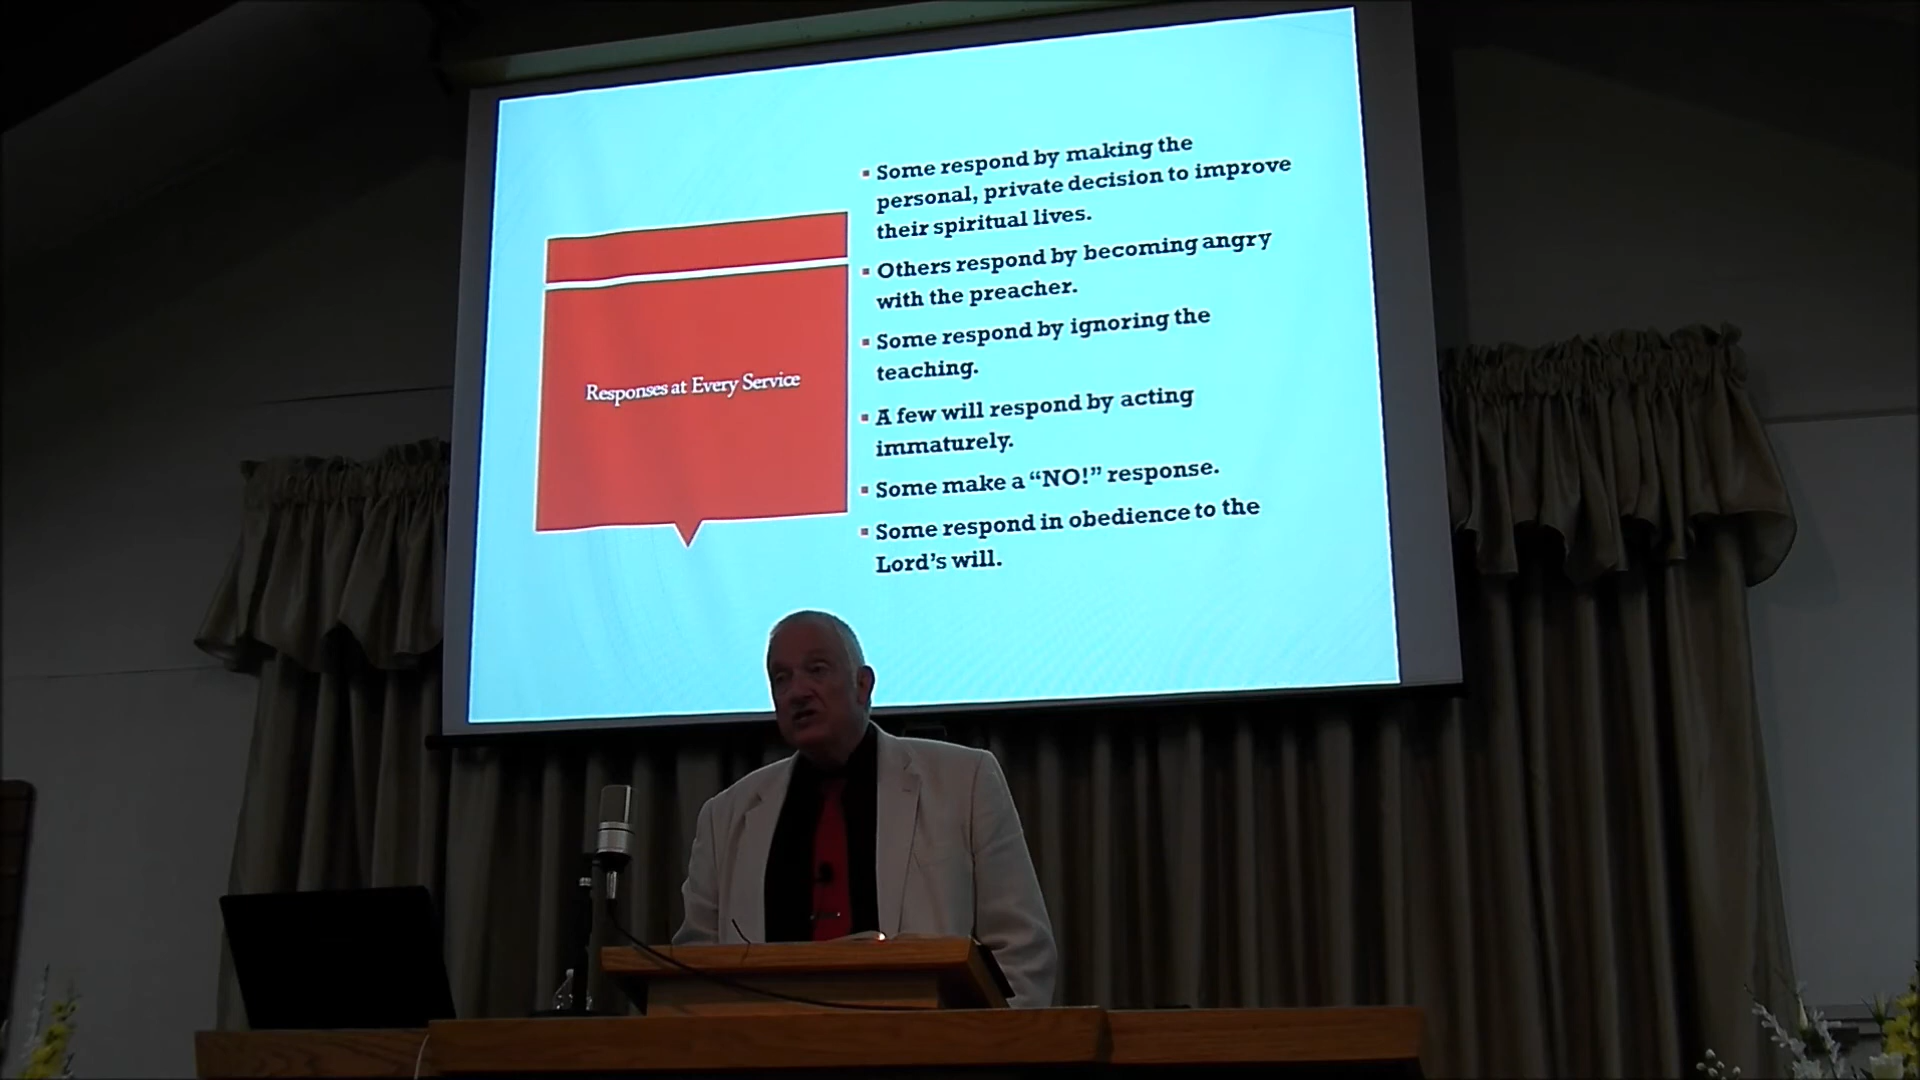 Responses at Every Service
▪ Some respond by making the
personal, private decision to improve
their spiritual lives.
▪ Others respond by becoming angry
with the preacher.
▪ Some respond by ignoring the
teaching.
▪ A few will respond by acting
immaturely.
▪ Some make a “NO!” response.
▪ Some respond in obedience to the
Lord’s will.